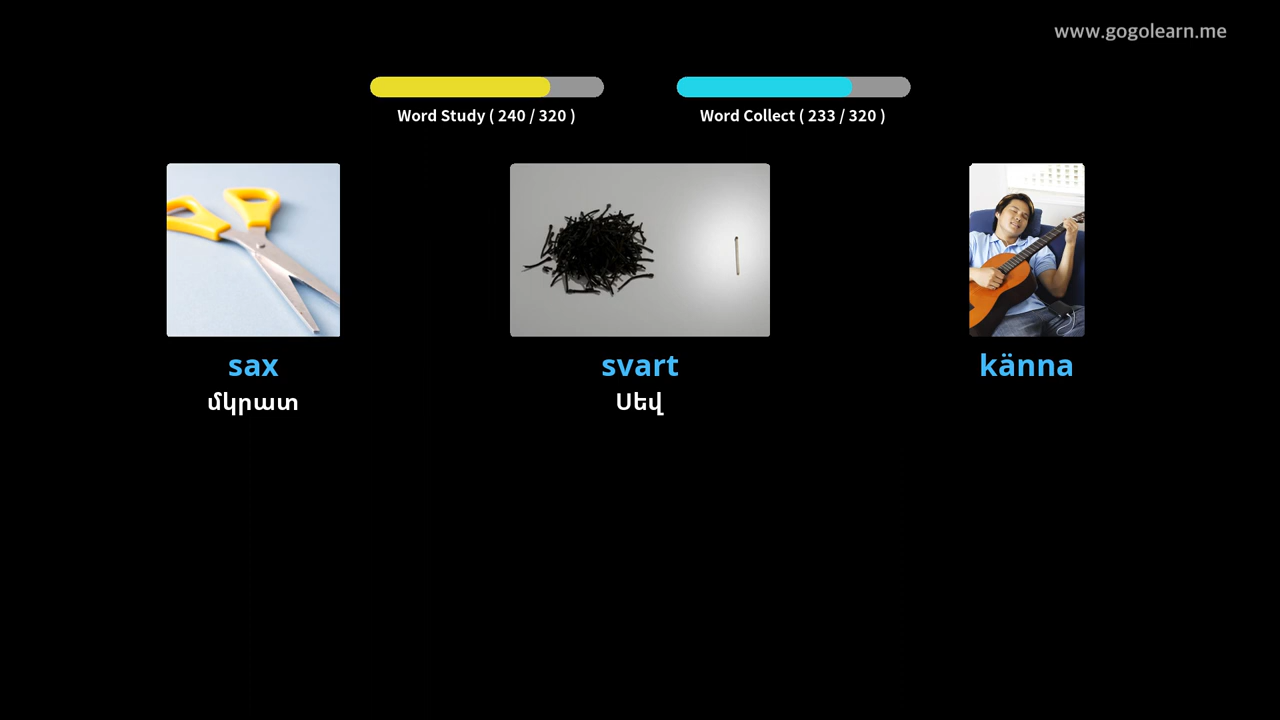 www.gogolearn.me
Word Study ( 240 / 320 )
Word Collect ( 233 / 320 )
sax
մկրատ
svart
Սեվ
känna